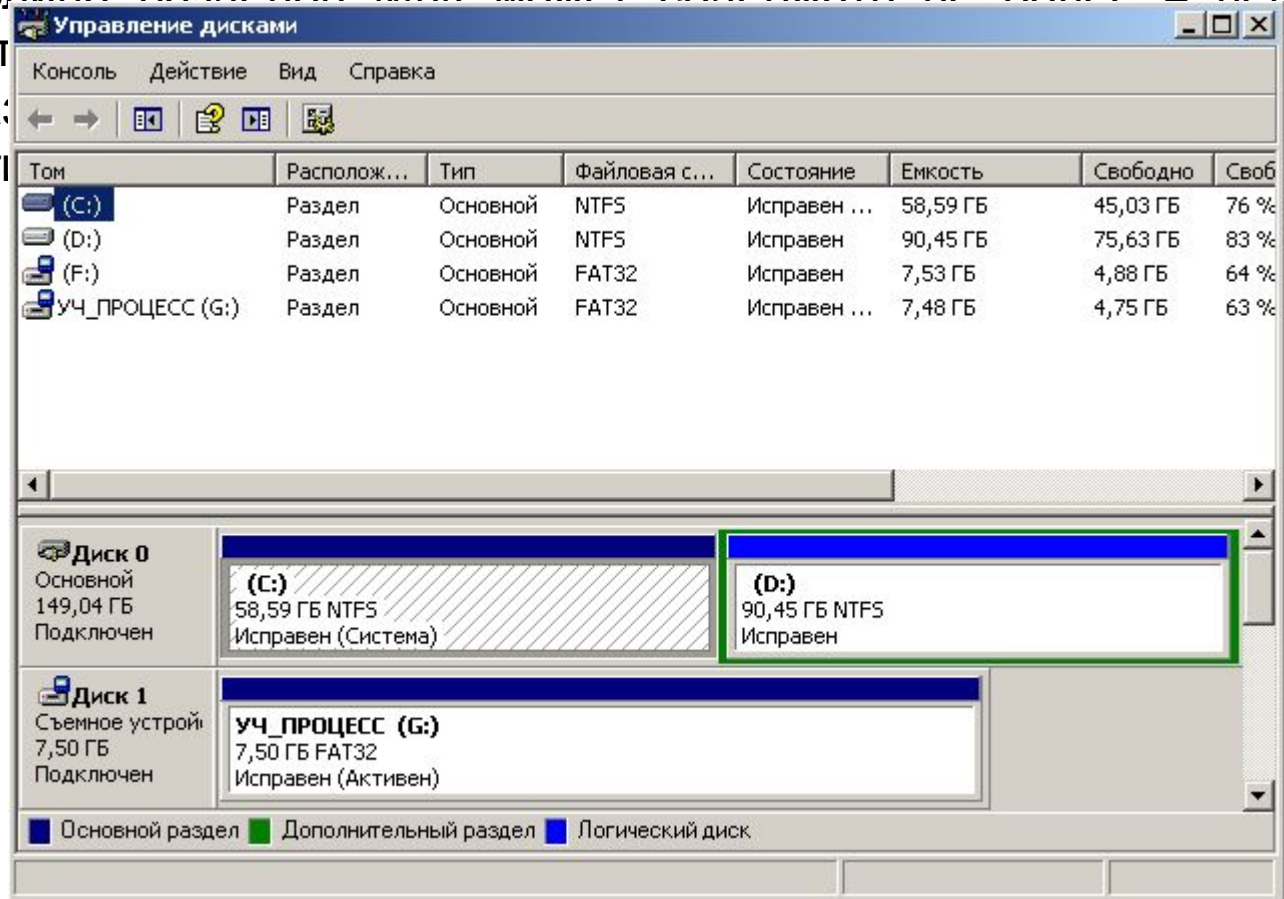 Управление дисками
Консоль Действие Вид Справка
Том Располож... Тип Файловая с... Состояние Емкость Свободно Своб
(C:) Раздел Основной NTFS Исправен ... 58,59 ГБ 45,03 ГБ 76 %
(D:) Раздел Основной NTFS Исправен 90,45 ГБ 75,63 ГБ 83 %
(F:) Раздел Основной FAT32 Исправен 7,53 ГБ 4,88 ГБ 64 %
УЧ_ПРОЦЕСС (G:) Раздел Основной FAT32 Исправен ... 7,48 ГБ 4,75 ГБ 63 %
Диск 0
Основной
149,04 ГБ
Подключен
(C:)
58,59 ГБ NTFS
Исправен (Система)
(D:)
90,45 ГБ NTFS
Исправен
Диск 1
Съемное устрой
7,50 ГБ
Подключен
УЧ_ПРОЦЕСС (G:)
7,50 ГБ FAT32
Исправен (Активен)
Основной раздел Дополнительный раздел Логический диск